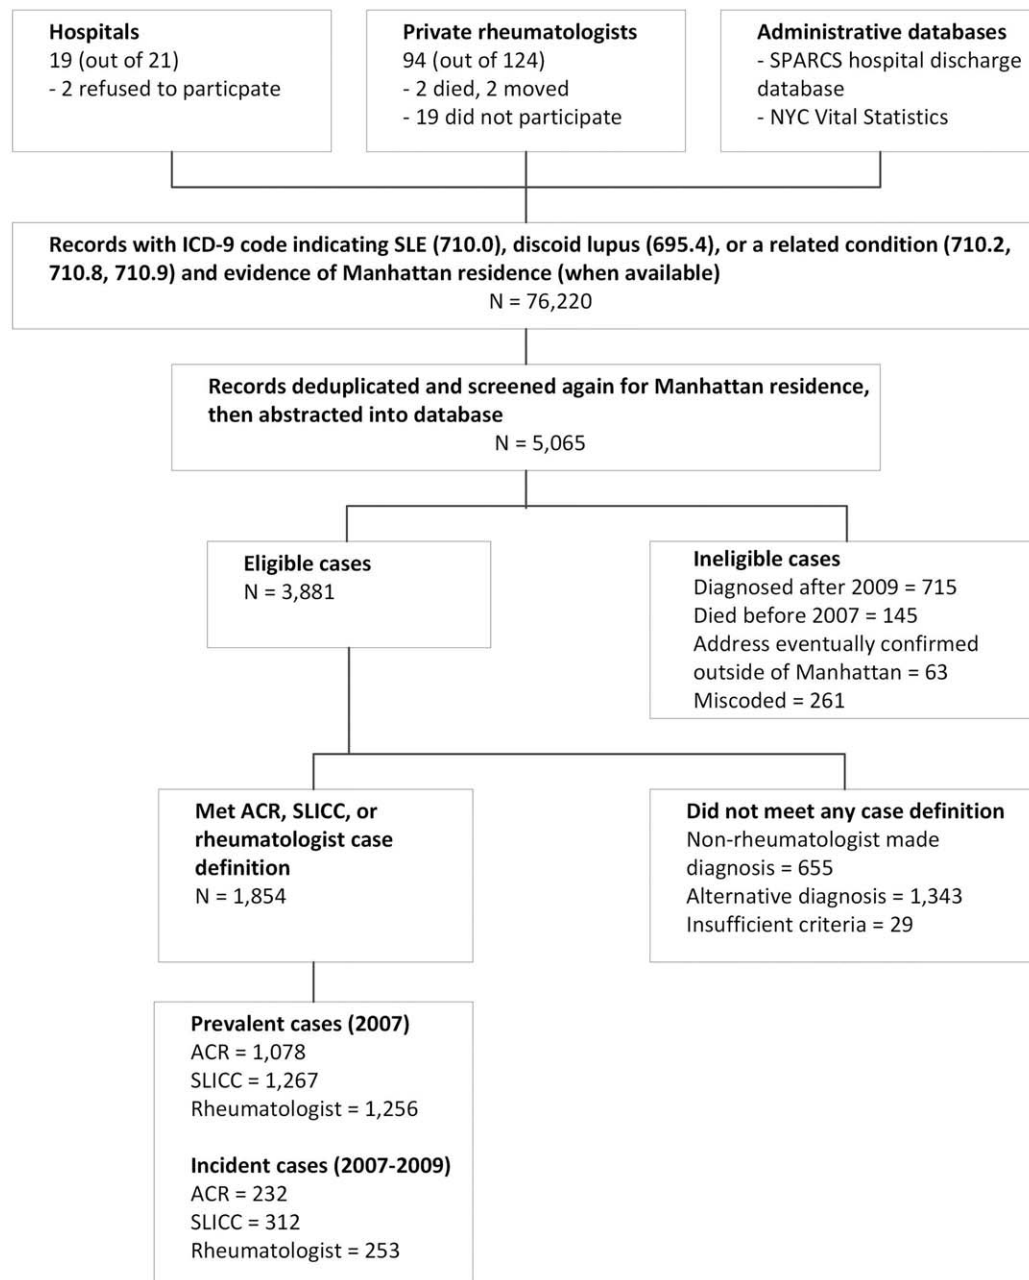 Hospitals
19 (out of 21)
- 2 refused to particpate
Private rheumatologists
94 (out of 124)
- 2 died, 2 moved
- 19 did not participate
Administrative databases
- SPARCS hospital discharge
database
- NYC Vital Statistics
Records with ICD-9 code indicating SLE (710.0), discoid lupus (695.4), or a related condition (710.2,
710.8, 710.9) and evidence of Manhattan residence (when available)
N = 76,220
Records deduplicated and screened again for Manhattan residence,
then abstracted into database
N = 5,065
Eligible cases
N = 3,881
Ineligible cases
Diagnosed after 2009 = 715
Died before 2007 = 145
Address eventually confirmed
outside of Manhattan = 63
Miscoded = 261
Met ACR, SLICC, or
rheumatologist case
definition
N = 1,854
Did not meet any case definition
Non-rheumatologist made
diagnosis = 655
Alternative diagnosis = 1,343
Insufficient criteria = 29
Prevalent cases (2007)
ACR = 1,078
SLICC = 1,267
Rheumatologist = 1,256
Incident cases (2007-2009)
ACR = 232
SLICC = 312
Rheumatologist = 253